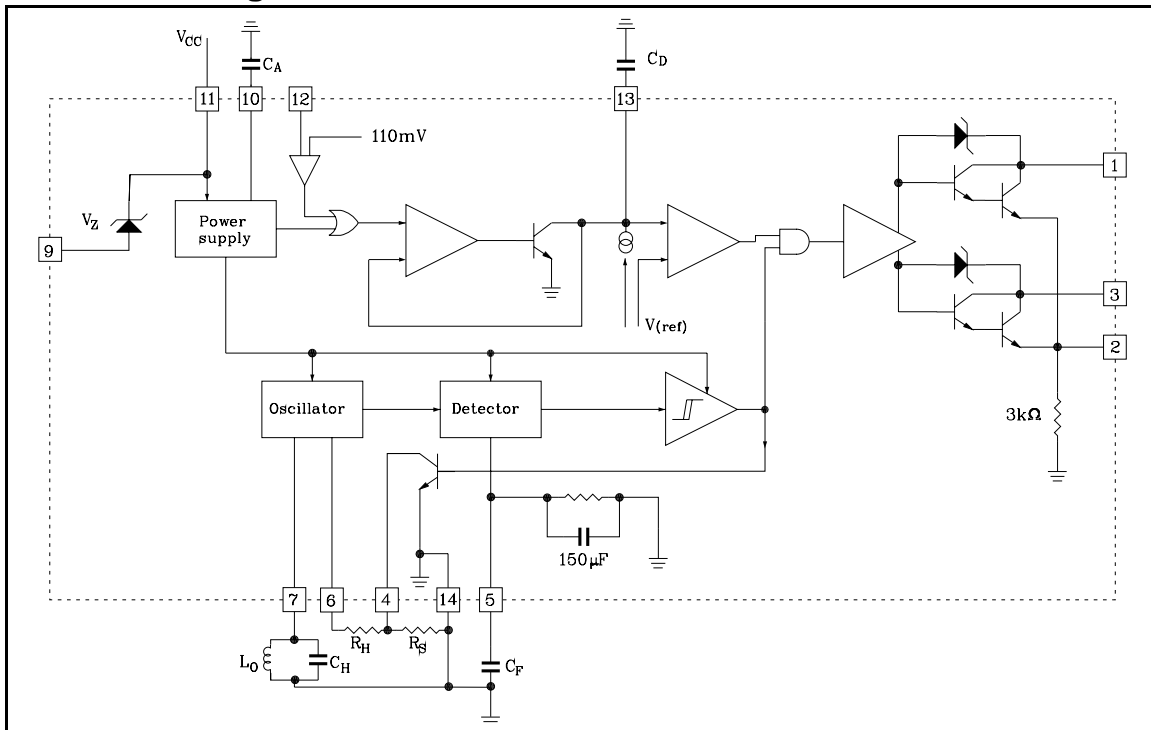 V_CC
C_A
C_D
11
10
12
13
110mV
1
V_Z
Power
supply
9
3
V(ref)
2
Oscillator
Detector
3kΩ
150µF
7
6
4
14
5
R_H
R_S
L_O
C_H
C_F